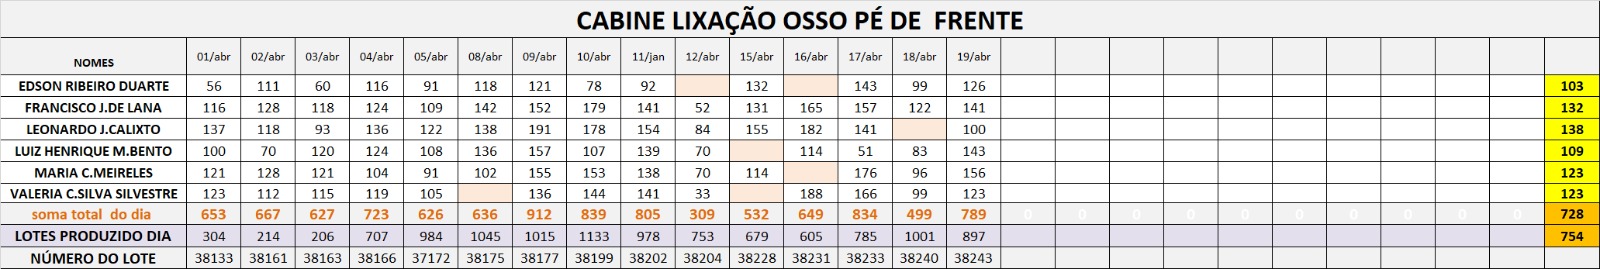 CABINE LIXAÇÃO OSSO PÉ DE FRENTE
NOMES 01/abr 02/abr 03/abr 04/abr 05/abr 08/abr 09/abr 10/abr 11/jan 12/abr 15/abr 16/abr 17/abr 18/abr 19/abr
EDSON RIBEIRO DUARTE 56 111 60 116 91 118 121 78 92 132 143 99 126 103
FRANCISCO J.DE LANA 116 128 118 124 109 142 152 179 141 52 131 165 157 122 141 132
LEONARDO J.CALIXTO 137 118 93 136 122 138 191 178 154 84 155 182 141 100 138
LUIZ HENRIQUE M.BENTO 100 70 120 124 108 136 157 107 139 70 114 51 83 143 109
MARIA C.MEIRELES 121 128 121 104 91 102 155 153 138 70 114 176 96 156 123
VALERIA C.SILVA SILVESTRE 123 112 115 119 105 136 144 141 33 188 166 99 123 123
soma total do dia 653 667 627 723 626 636 912 839 805 309 532 649 834 499 789 0 0 0 0 0 0 0 0 0 0 728
LOTES PRODUZIDO DIA 304 214 206 707 984 1045 1015 1133 978 753 679 605 785 1001 897 754
NÚMERO DO LOTE 38133 38161 38163 38166 37172 38175 38177 38199 38202 38204 38228 38231 38233 38240 38243